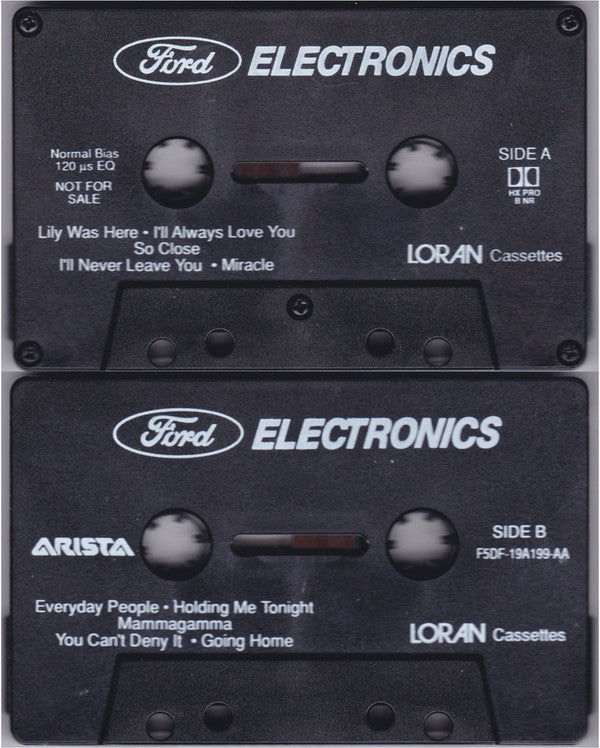 Ford ELECTRONICS
Normal Bias
120 µs EQ
NOT FOR
SALE
SIDE A
HX PRO
B NR
Lily Was Here • I'll Always Love You
So Close
I'll Never Leave You • Miracle
LORAN Cassettes
Ford ELECTRONICS
ARISTA
SIDE B
F5DF-19A199-AA
Everyday People • Holding Me Tonight
Mammagamma
You Can't Deny It • Going Home
LORAN Cassettes